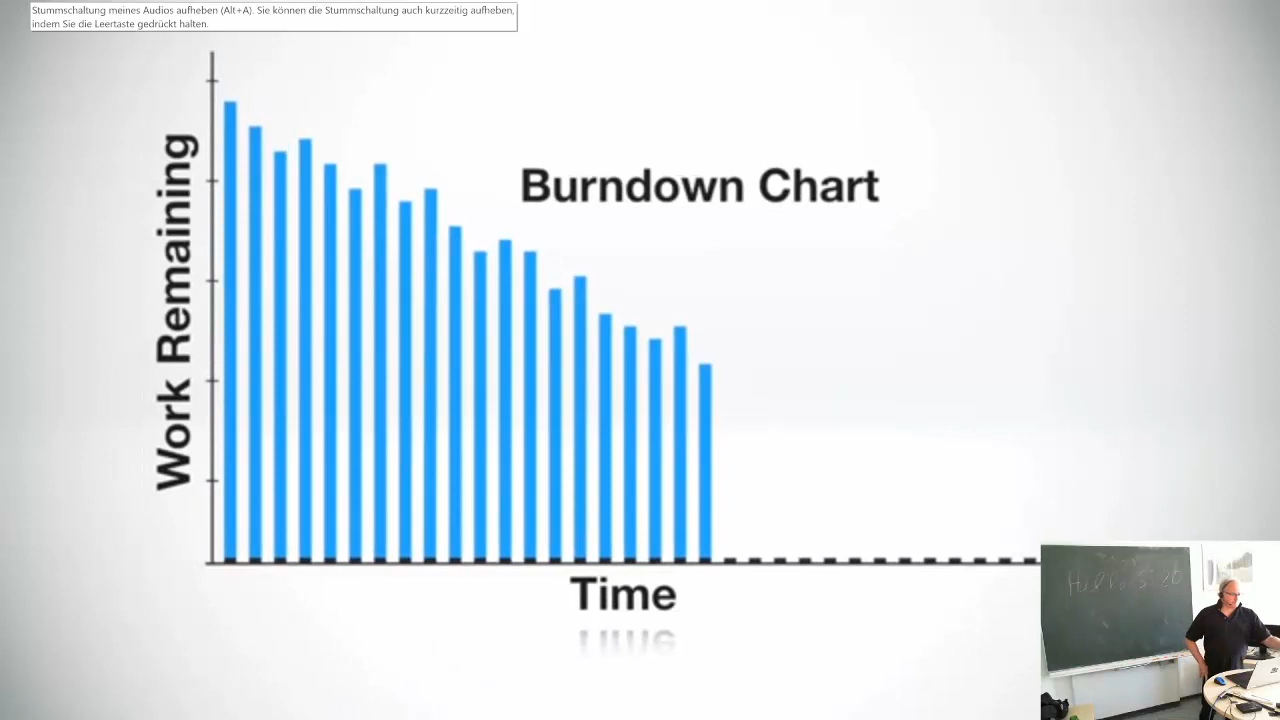 Stummschaltung meines Audios aufheben (Alt+A). Sie können die Stummschaltung auch kurzzeitig aufheben,
indem Sie die Leertaste gedrückt halten.
Burndown Chart
Work Remaining
Time